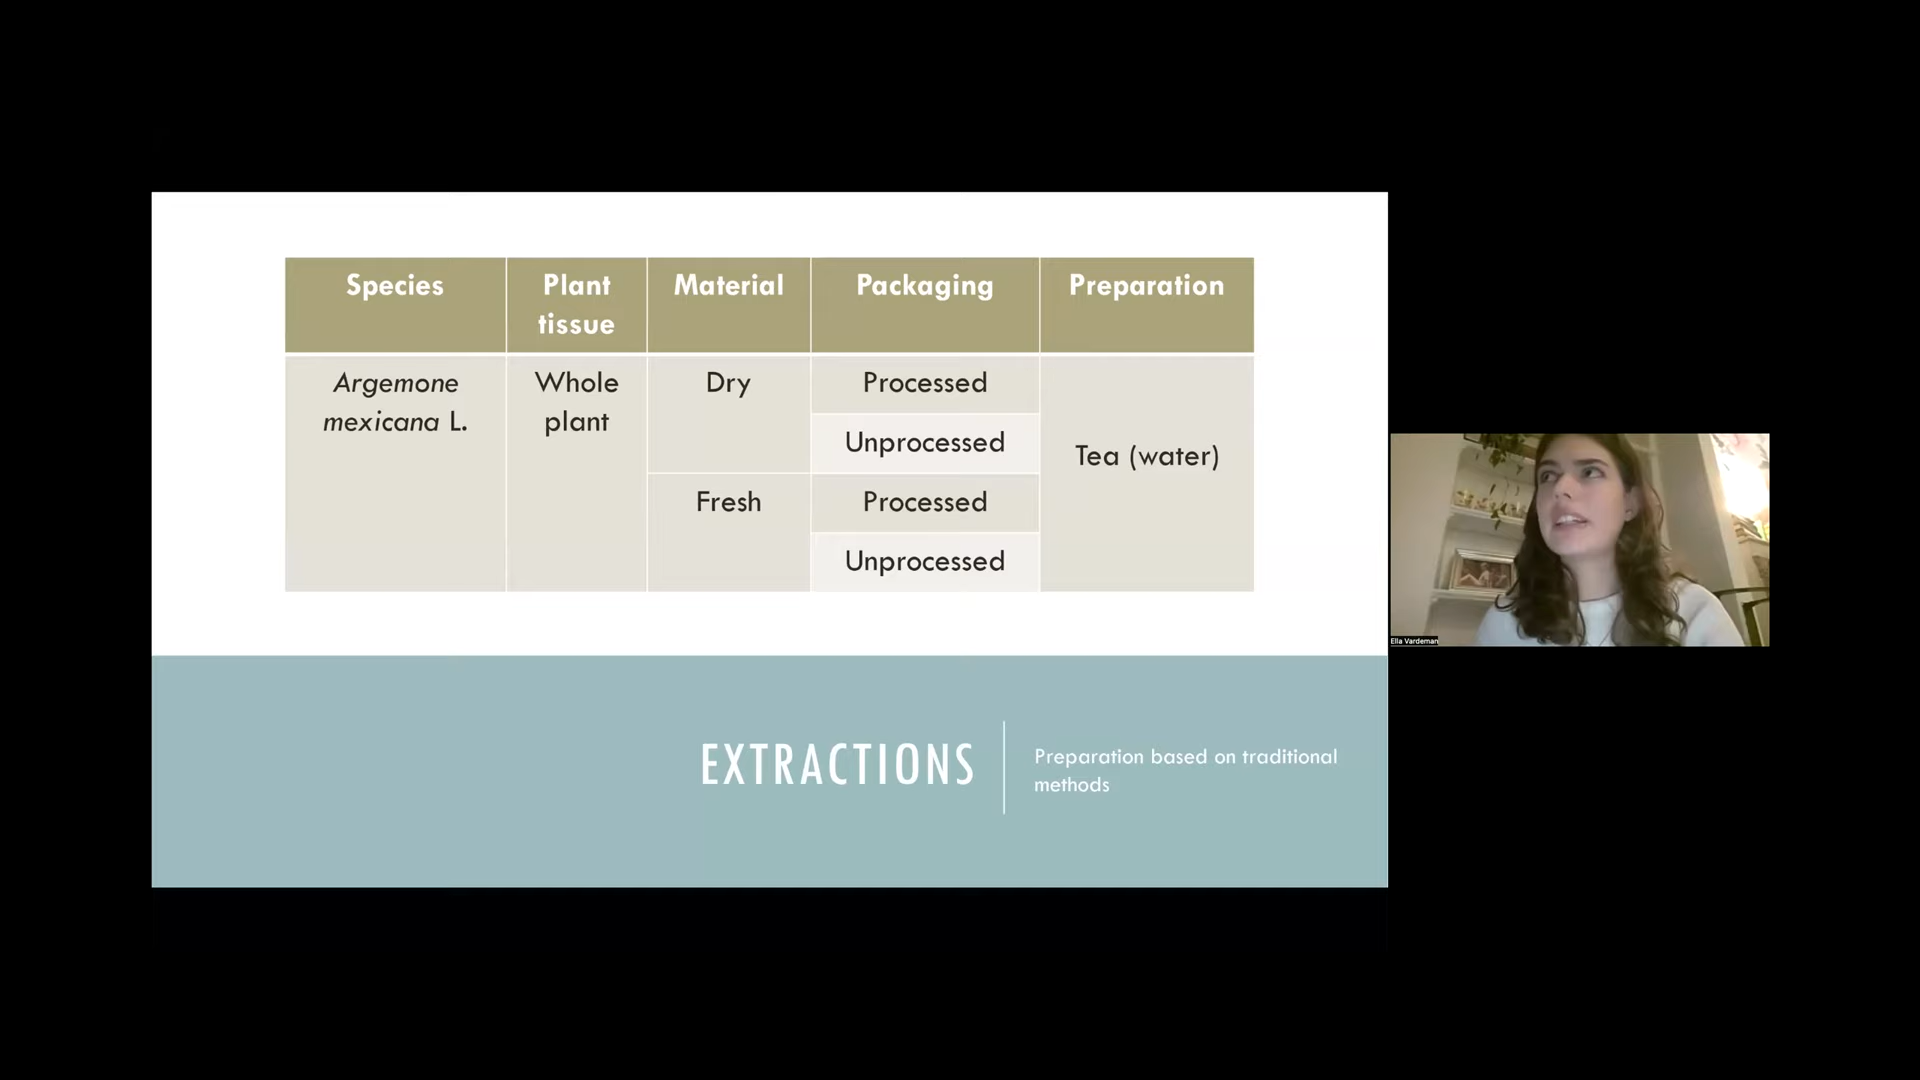 Species
Plant
tissue
Material
Packaging
Preparation
Argemone
mexicana L.
Whole
plant
Dry
Processed
Unprocessed
Tea (water)
Fresh
Processed
Unprocessed
EXTRACTIONS
Preparation based on traditional
methods
Ella Vardeman